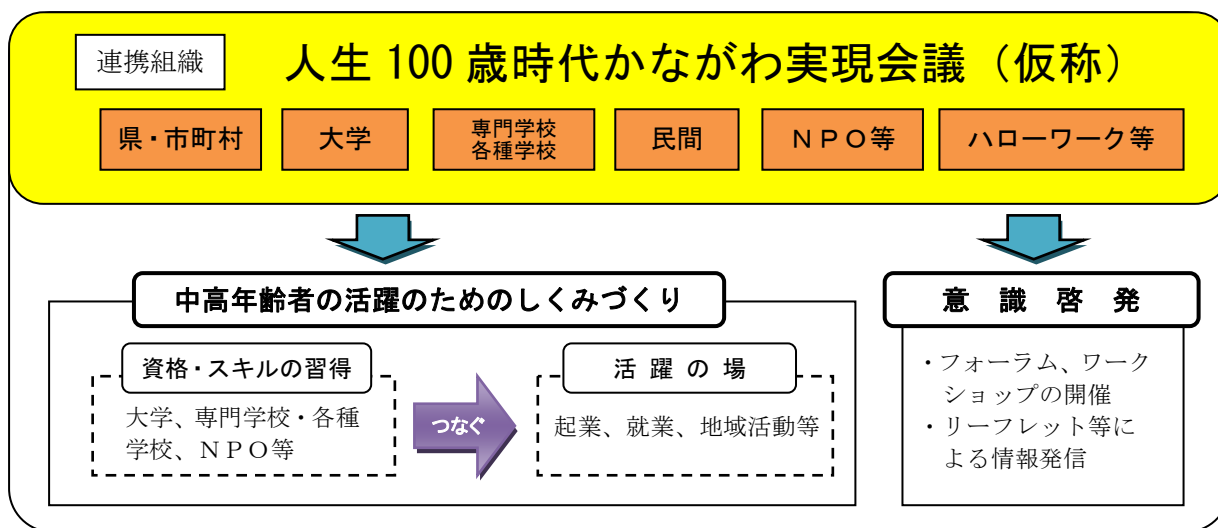 連携組織
人生 100 歳時代かながわ実現会議（仮称）
県・市町村
大学
専門学校
各種学校
民間
ＮＰＯ等
ハローワーク等
中高年齢者の活躍のためのしくみづくり
資格・スキルの習得
大学、専門学校・各種
学校、ＮＰＯ等
つなぐ
活 躍 の 場
起業、就業、地域活動等
意 識 啓 発
・フォーラム、ワーク
ショップの開催
・リーフレット等に
よる情報発信